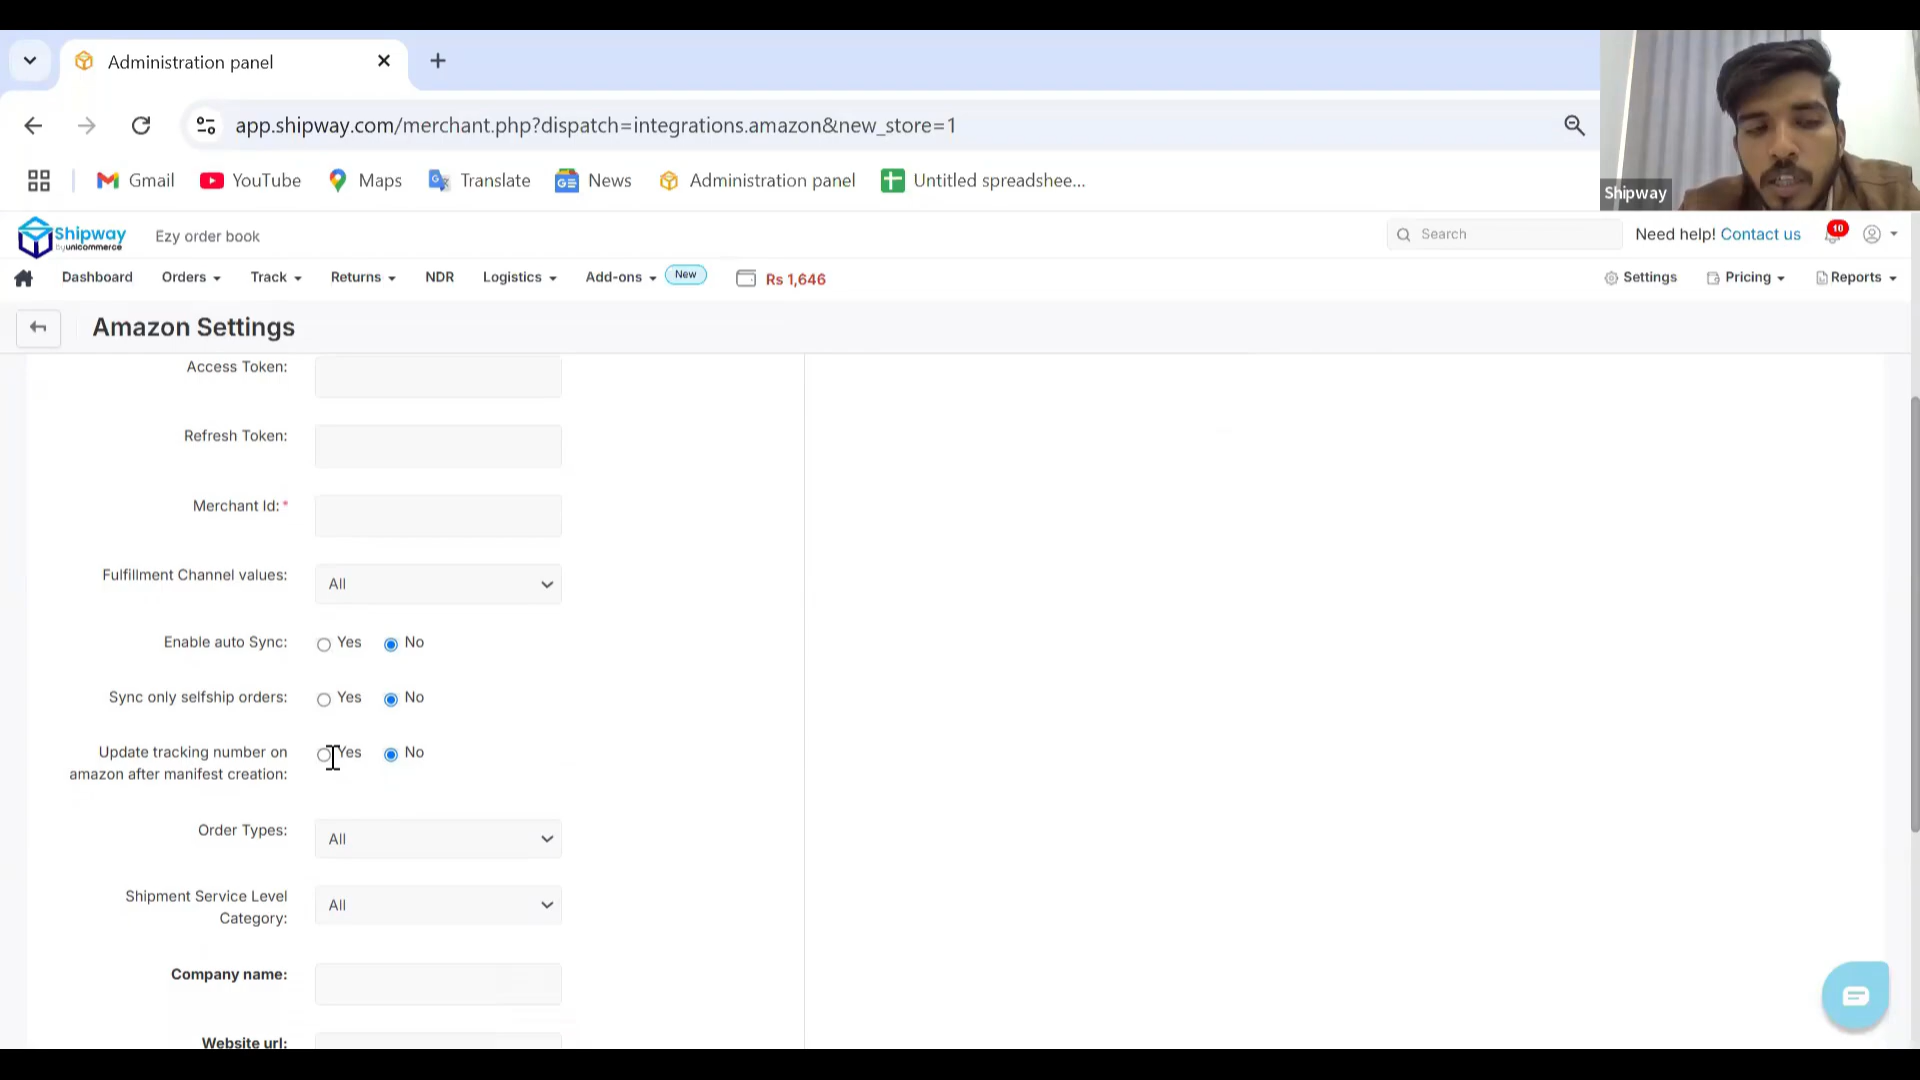 Administration panel
app.shipway.com/merchant.php?dispatch=integrations.amazon&new_store=1
Gmail
YouTube
Maps
Translate
News
Administration panel
Untitled spreadshee...
Shipway
Shipway
by unicommerce
Ezy order book
Search
Need help! Contact us
10
Dashboard
Orders
Track
Returns
NDR
Logistics
Add-ons
New
Rs 1,646
Settings
Pricing
Reports
Amazon Settings
Access Token:
Refresh Token:
Merchant Id: *
Fulfillment Channel values:
All
Enable auto Sync:
Yes
No
Sync only selfship orders:
Yes
No
Update tracking number on
amazon after manifest creation:
Yes
No
Order Types:
All
Shipment Service Level
Category:
All
Company name:
Website url: